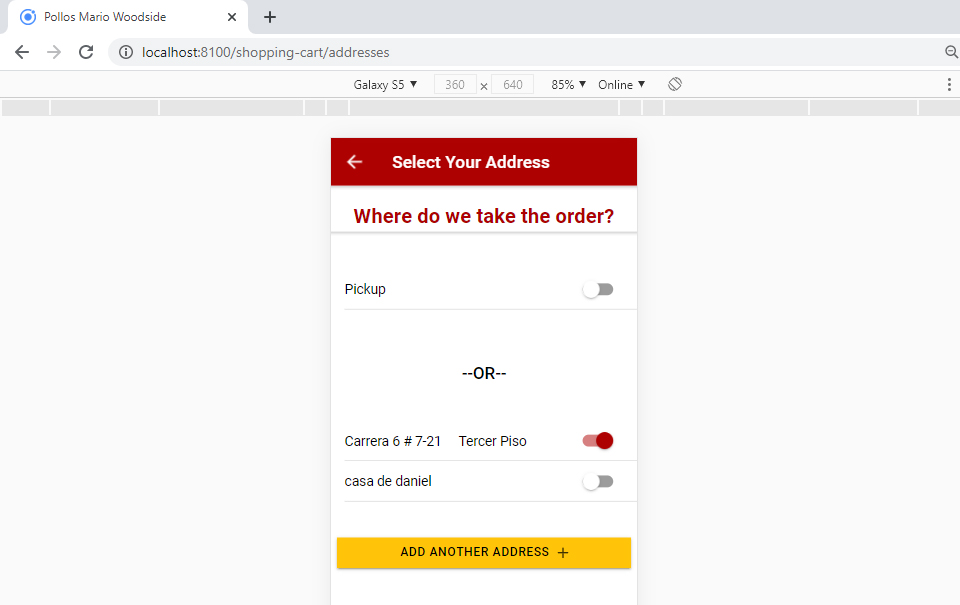 Pollos Mario Woodside
localhost:8100/shopping-cart/addresses
Galaxy S5 ▼ 360 × 640 85% ▼ Online ▼
Select Your Address
Where do we take the order?
Pickup
--OR--
Carrera 6 # 7-21 Tercer Piso
casa de daniel
ADD ANOTHER ADDRESS +